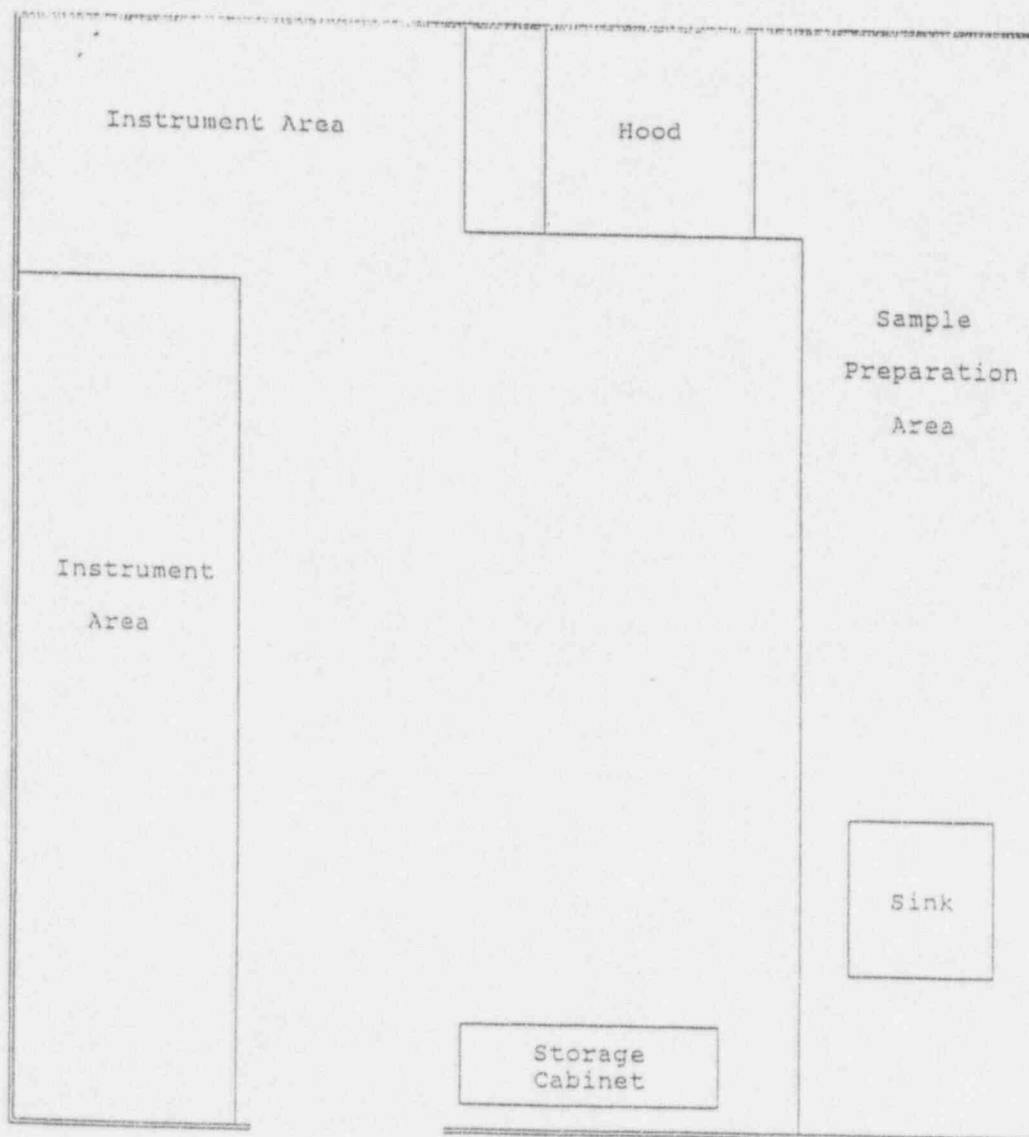 Instrument Area
Hood
Sample
Preparation
Area
Instrument
Area
Sink
Storage
Cabinet